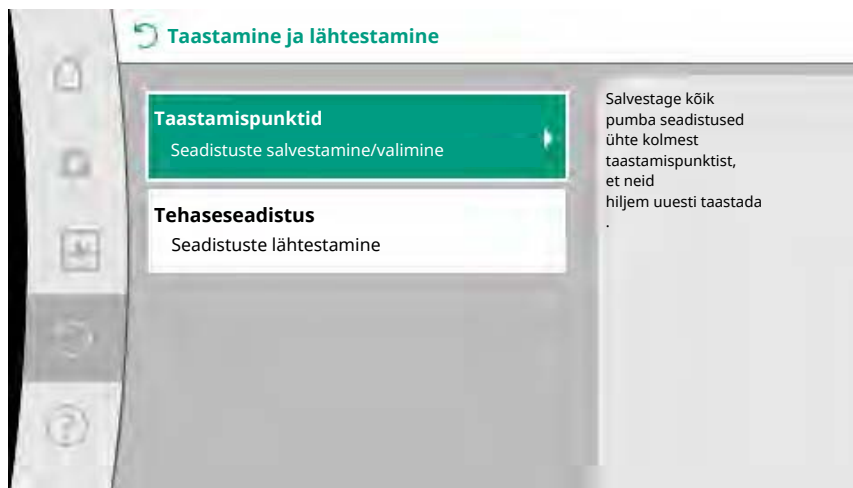 Taastamine ja lähtestamine
Taastamispunktid
Seadistuste salvestamine/valimine
Tehaseseadistus
Seadistuste lähtestamine
Salvestage kõik
pumba seadistused
ühte kolmest
taastamispunktist,
et neid
hiljem uuesti taastada
.